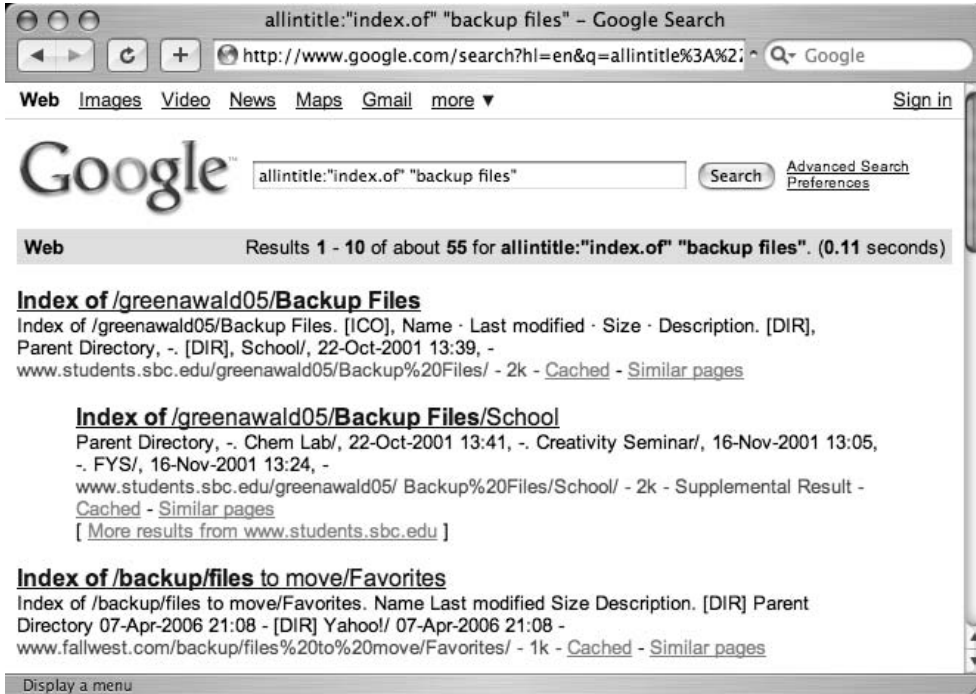 allintitle:"index.of" "backup files" – Google Search
http://www.google.com/search?hl=en&q=allintitle%3A%22 Google
Web Images Video News Maps Gmail more ▼ Sign in
Google™ allintitle:"index.of" "backup files" Search Advanced Search
Preferences
Web Results 1 - 10 of about 55 for allintitle:"index.of" "backup files". (0.11 seconds)
Index of /greenawald05/Backup Files
Index of /greenawald05/Backup Files. [ICO], Name · Last modified · Size · Description. [DIR],
Parent Directory, -. [DIR], School/, 22-Oct-2001 13:39, -
www.students.sbc.edu/greenawald05/Backup%20Files/ - 2k - Cached - Similar pages
Index of /greenawald05/Backup Files/School
Parent Directory, -. Chem Lab/, 22-Oct-2001 13:41, -. Creativity Seminar/, 16-Nov-2001 13:05,
-. FYS/, 16-Nov-2001 13:24, -
www.students.sbc.edu/greenawald05/ Backup%20Files/School/ - 2k - Supplemental Result -
Cached - Similar pages
[ More results from www.students.sbc.edu ]
Index of /backup/files to move/Favorites
Index of /backup/files to move/Favorites. Name Last modified Size Description. [DIR] Parent
Directory 07-Apr-2006 21:08 - [DIR] Yahoo!/ 07-Apr-2006 21:08 -
www.fallwest.com/backup/files%20to%20move/Favorites/ - 1k - Cached - Similar pages
Display a menu